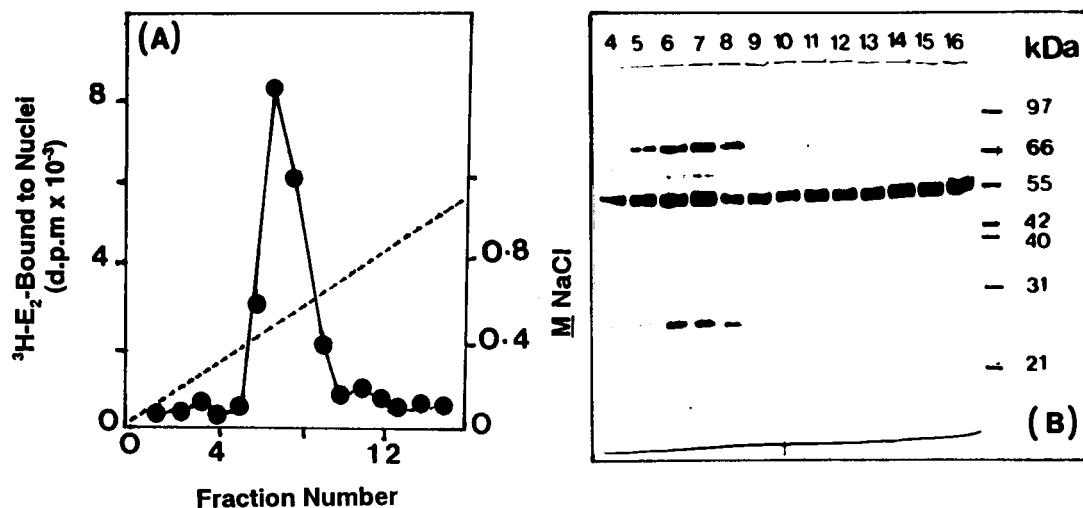 (A)
³H-E₂-Bound to Nuclei
(d.p.m × 10⁻³)
8
4
0
0
4
12
Fraction Number
0.8
0.4
0
M NaCl
4 5 6 7 8 9 10 11 12 13 14 15 16 kDa
97
66
55
42
40
31
21
(B)